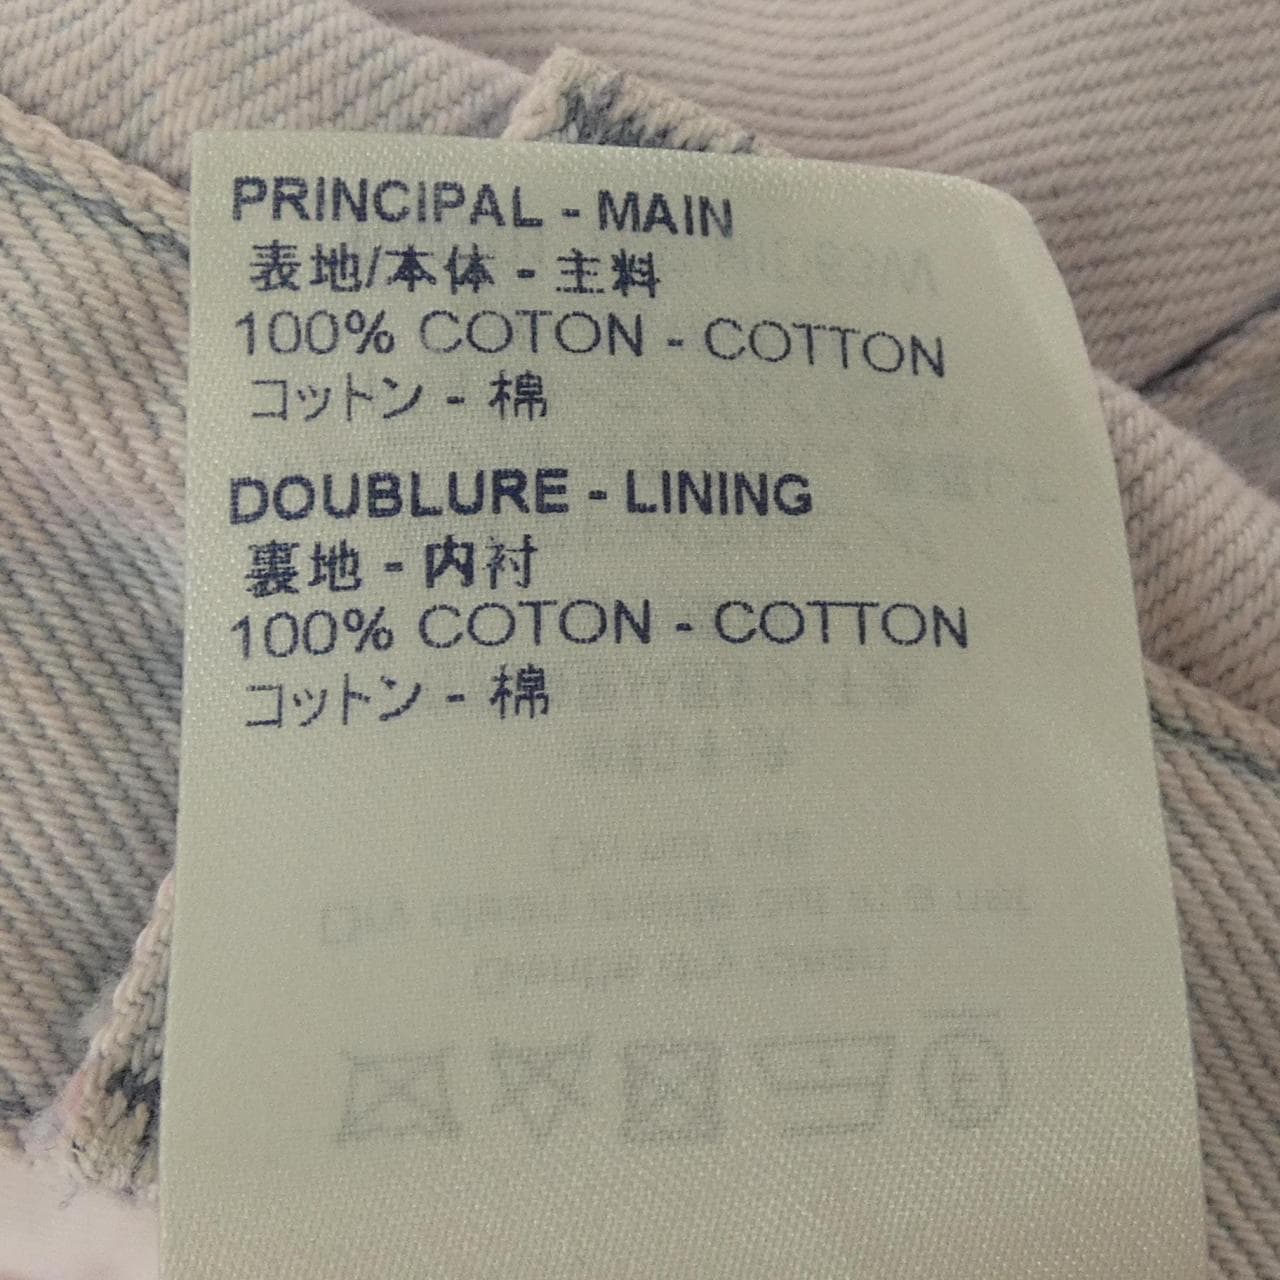 PRINCIPAL - MAIN
表地/本体 - 主料
100% COTON - COTTON
コットン - 棉
DOUBLURE - LINING
裏地 - 内衬
100% COTON - COTTON
コットン - 棉